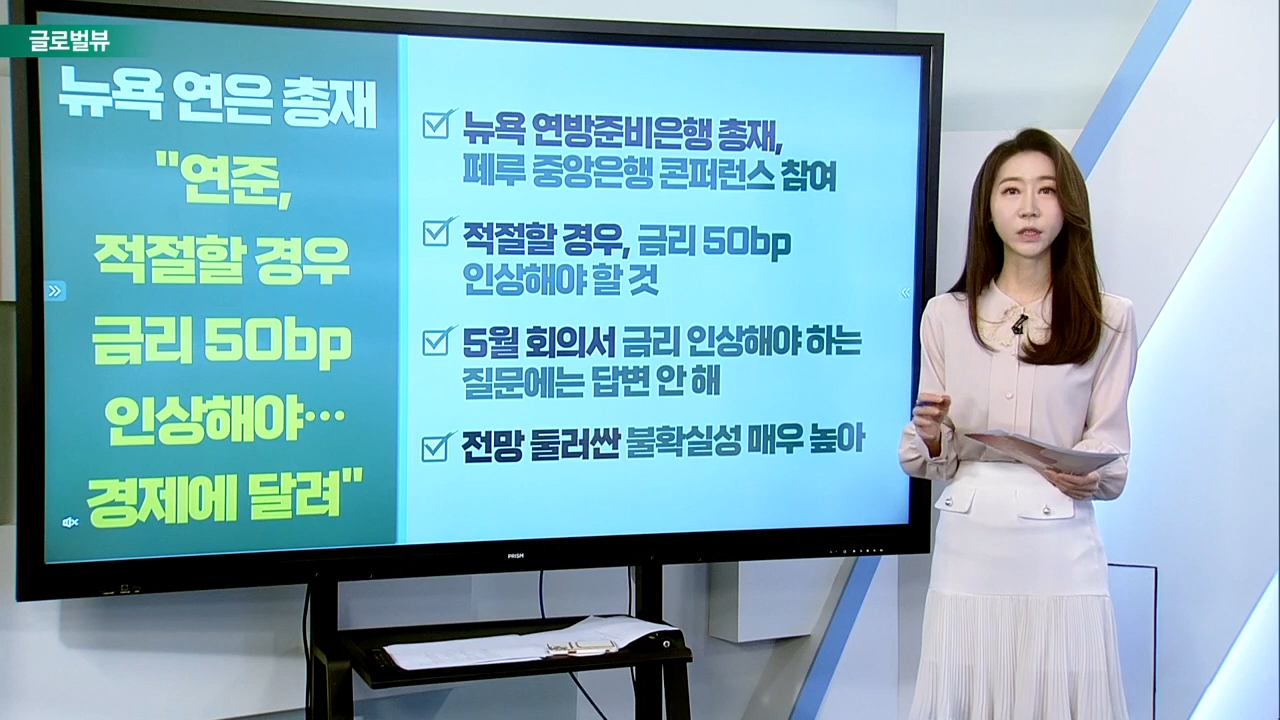 글로벌뷰
뉴욕 연은 총재
"연준,
적절할 경우
금리 50bp
인상해야…
경제에 달려"
뉴욕 연방준비은행 총재,
페루 중앙은행 콘퍼런스 참여
적절할 경우, 금리 50bp
인상해야 할 것
5월 회의서 금리 인상해야 하는
질문에는 답변 안 해
전망 둘러싼 불확실성 매우 높아
PRISM